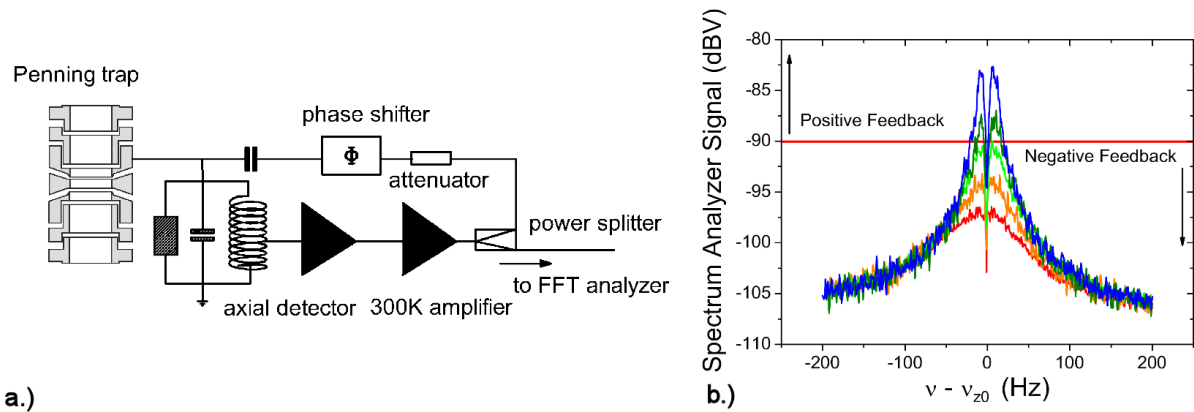 Penning trap
phase shifter
Φ
attenuator
power splitter
to FFT analyzer
axial detector
300K amplifier
a.)
Spectrum Analyzer Signal (dBV)
-80
-85
-90
-95
-100
-105
-110
Positive Feedback
Negative Feedback
-200
-100
0
100
200
ν - νz0 (Hz)
b.)